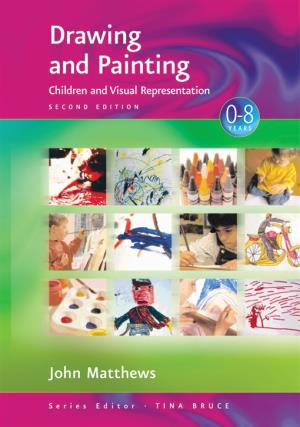 Drawing
and Painting
Children and Visual Representation
SECOND EDITION
0-8
YEARS
John Matthews
Series Editor · TINA BRUCE